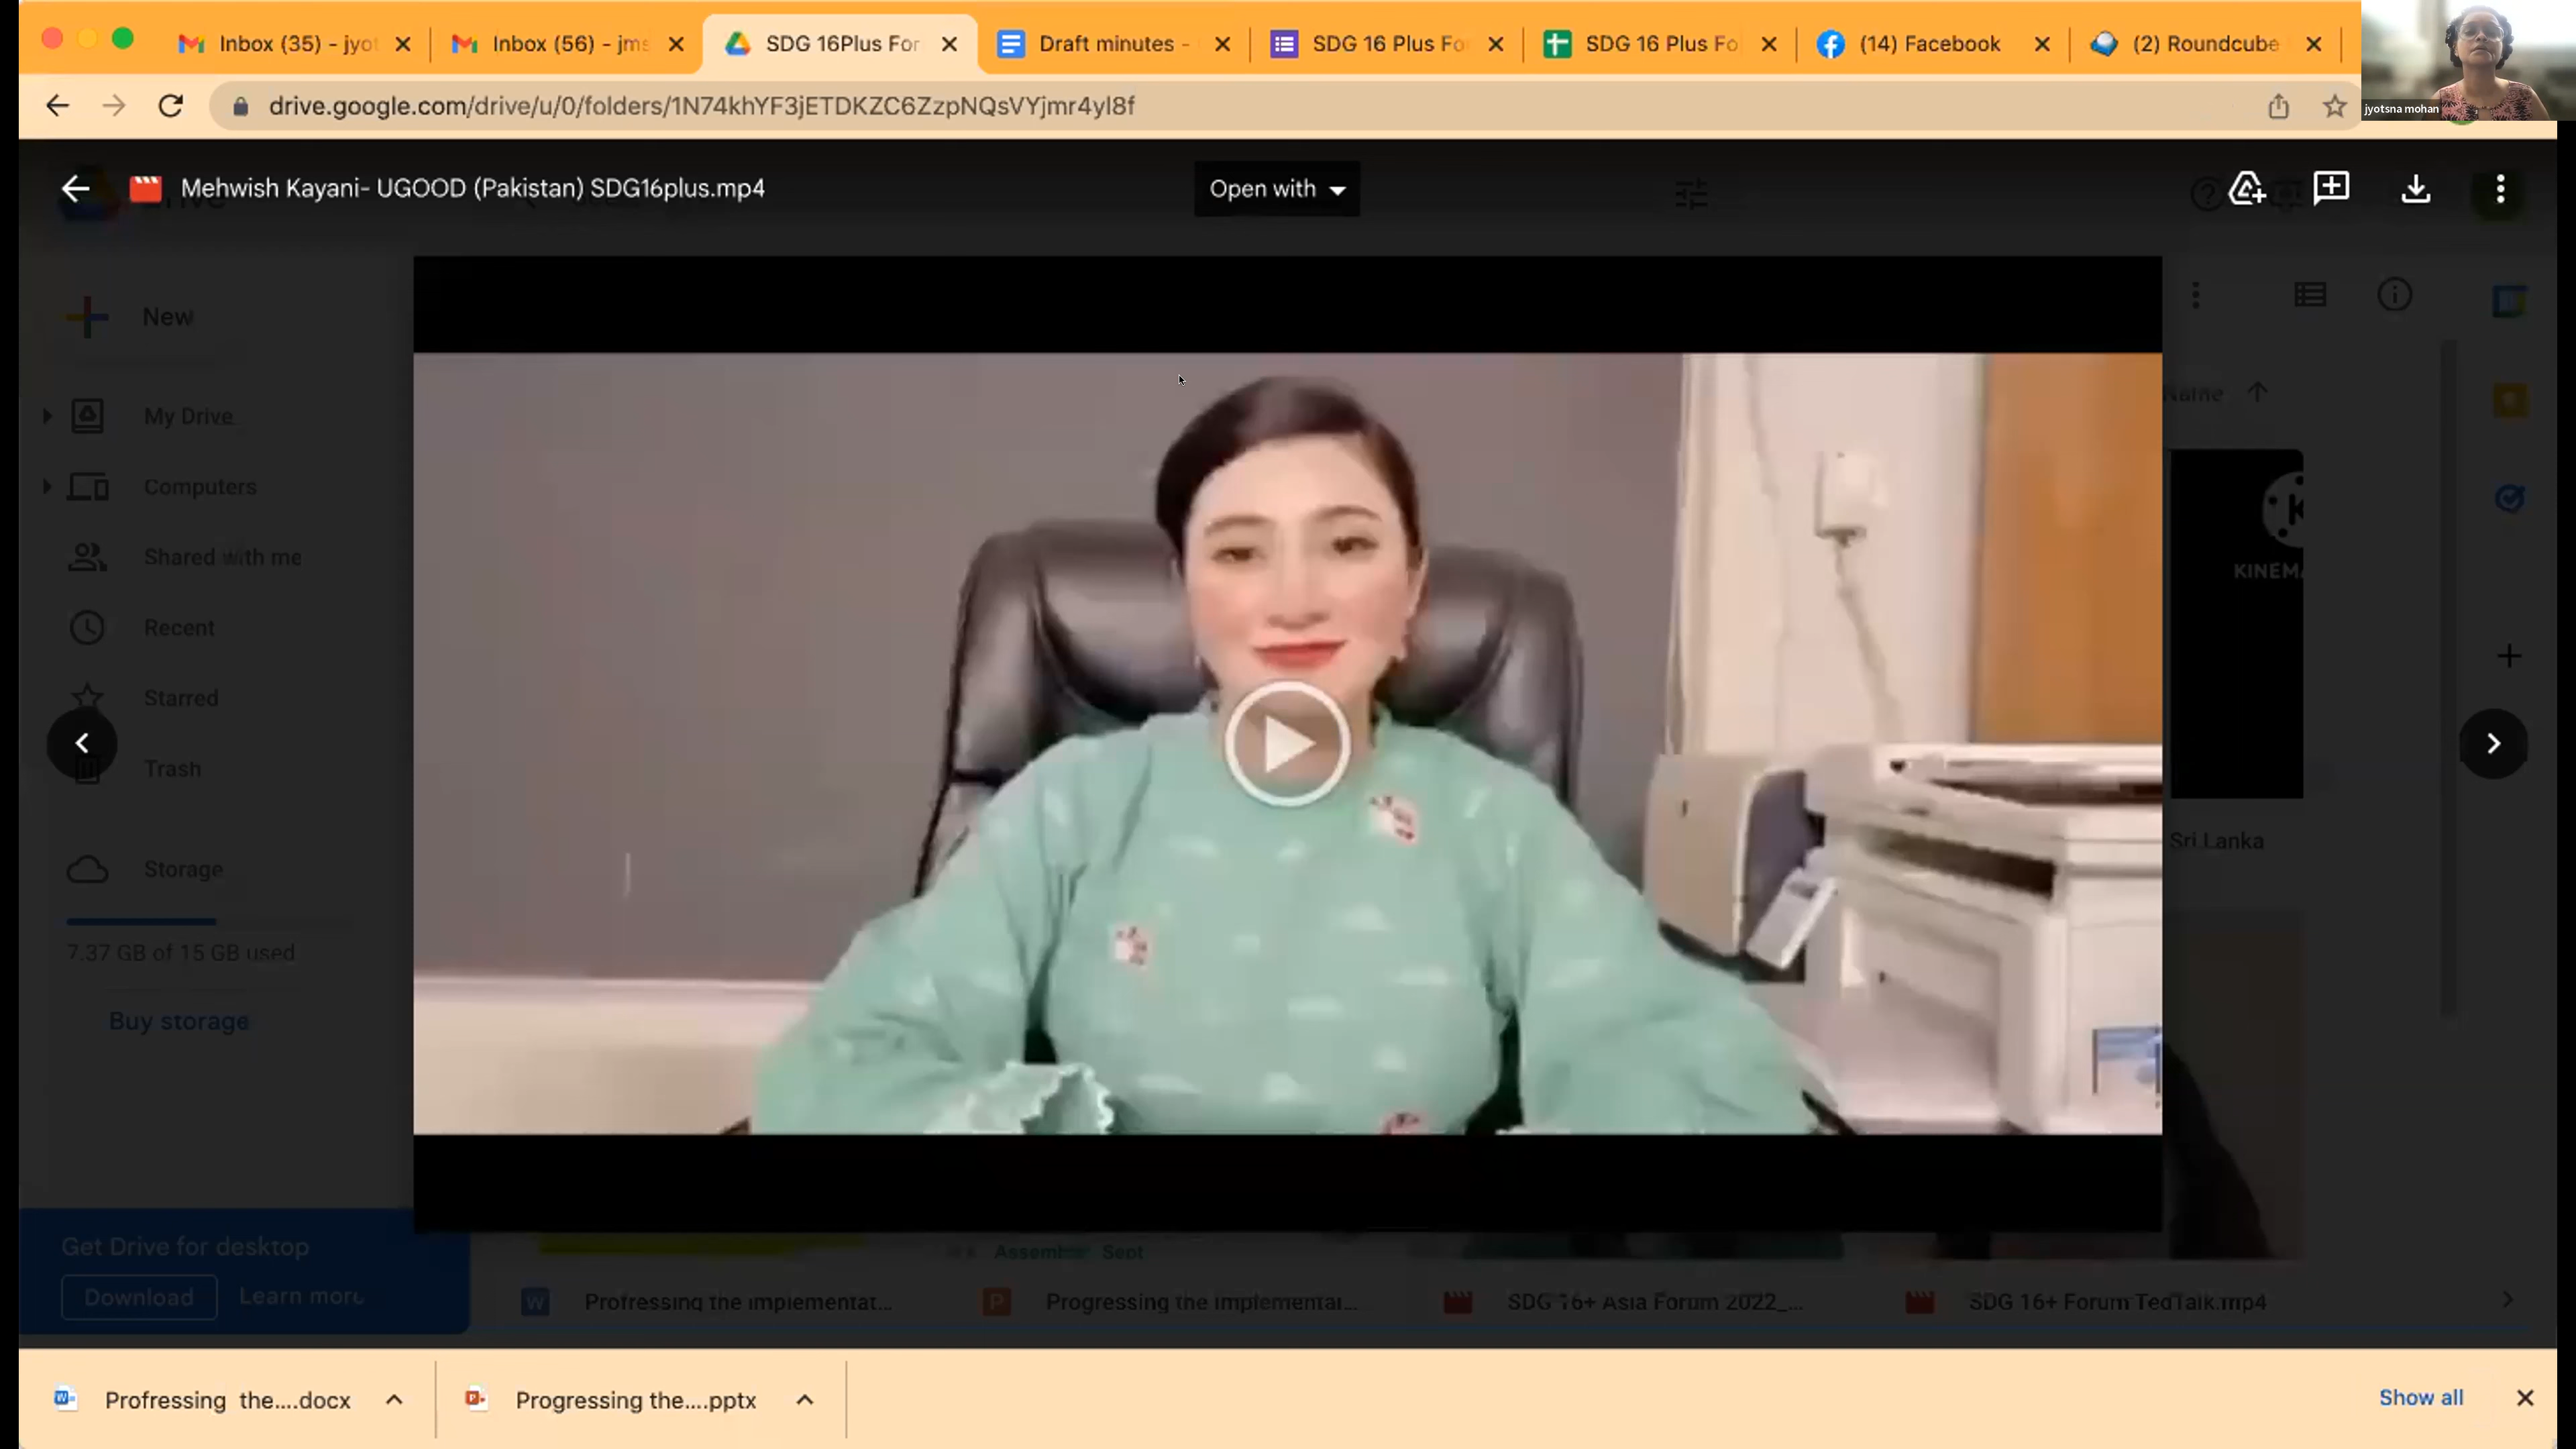 Inbox (35) - jyot
Inbox (56) - jms
SDG 16Plus For
Draft minutes -
SDG 16 Plus Fo
SDG 16 Plus Fo
(14) Facebook
(2) Roundcube
drive.google.com/drive/u/0/folders/1N74khYF3jETDKZC6ZzpNQsVYjmr4yl8f
jyotsna mohan
Mehwish Kayani- UGOOD (Pakistan) SDG16plus.mp4
Open with
New
My Drive
Name
Computers
Shared with me
KINEMA
Recent
Starred
Trash
Sri Lanka
Storage
7.37 GB of 15 GB used
Buy storage
Get Drive for desktop
Assembly Sept
Download
Learn more
Profressing the implementat...
Progressing the implementat...
SDG 16+ Asia Forum 2022_...
SDG 16+ Forum TedTalk.mp4
Profressing the....docx
Progressing the....pptx
Show all